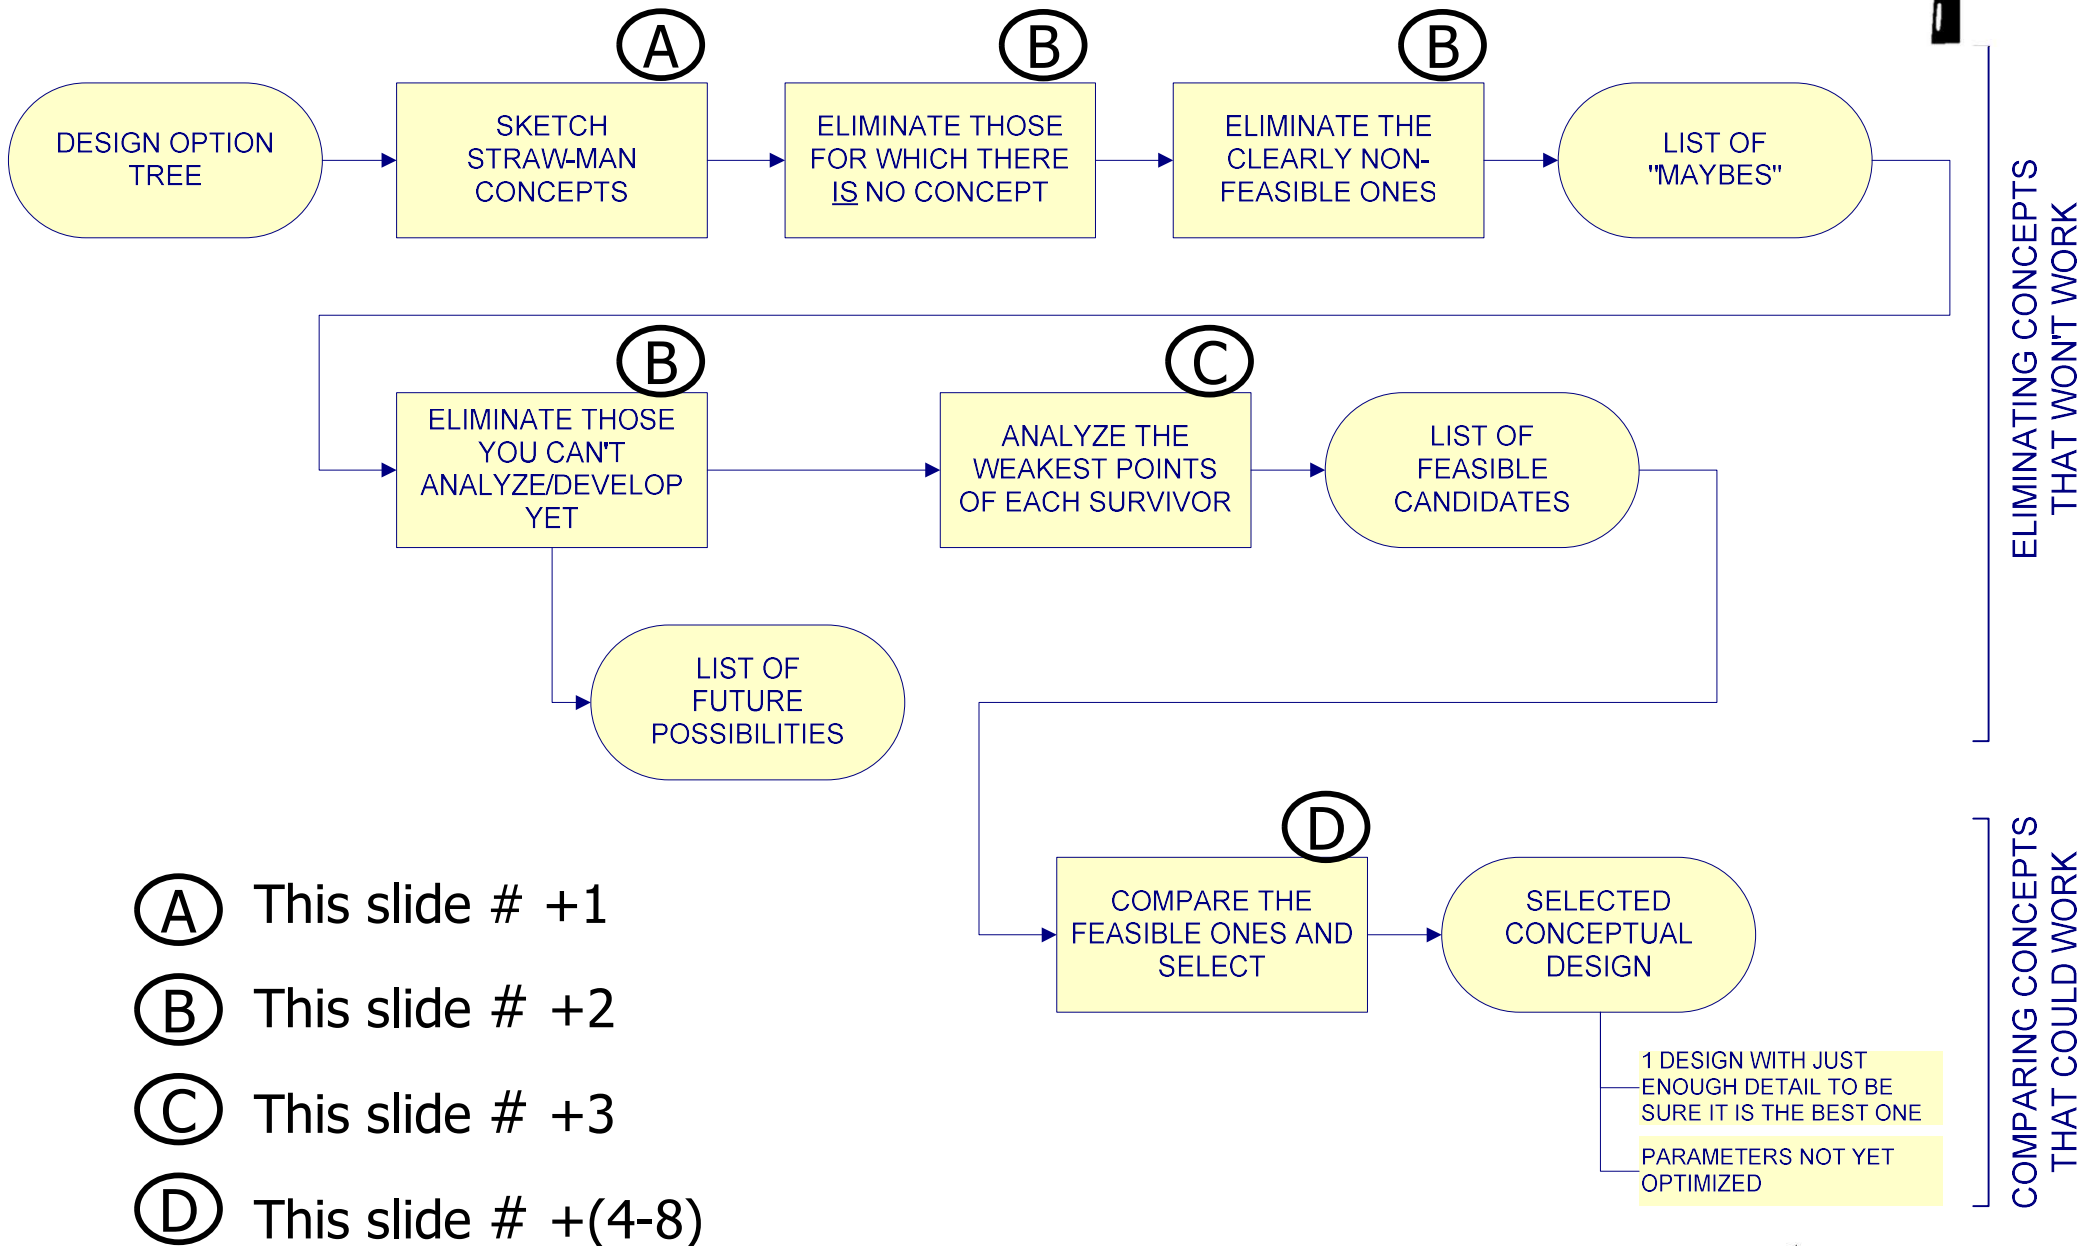 A
B
B
DESIGN OPTION
TREE
SKETCH
STRAW-MAN
CONCEPTS
ELIMINATE THOSE
FOR WHICH THERE
IS NO CONCEPT
ELIMINATE THE
CLEARLY NON-
FEASIBLE ONES
LIST OF
"MAYBES"
ELIMINATING CONCEPTS
THAT WON'T WORK
B
C
ELIMINATE THOSE
YOU CAN'T
ANALYZE/DEVELOP
YET
ANALYZE THE
WEAKEST POINTS
OF EACH SURVIVOR
LIST OF
FEASIBLE
CANDIDATES
LIST OF
FUTURE
POSSIBILITIES
D
COMPARE THE
FEASIBLE ONES AND
SELECT
SELECTED
CONCEPTUAL
DESIGN
1 DESIGN WITH JUST
ENOUGH DETAIL TO BE
SURE IT IS THE BEST ONE
PARAMETERS NOT YET
OPTIMIZED
COMPARING CONCEPTS
THAT COULD WORK
A This slide # +1
B This slide # +2
C This slide # +3
D This slide # +(4-8)